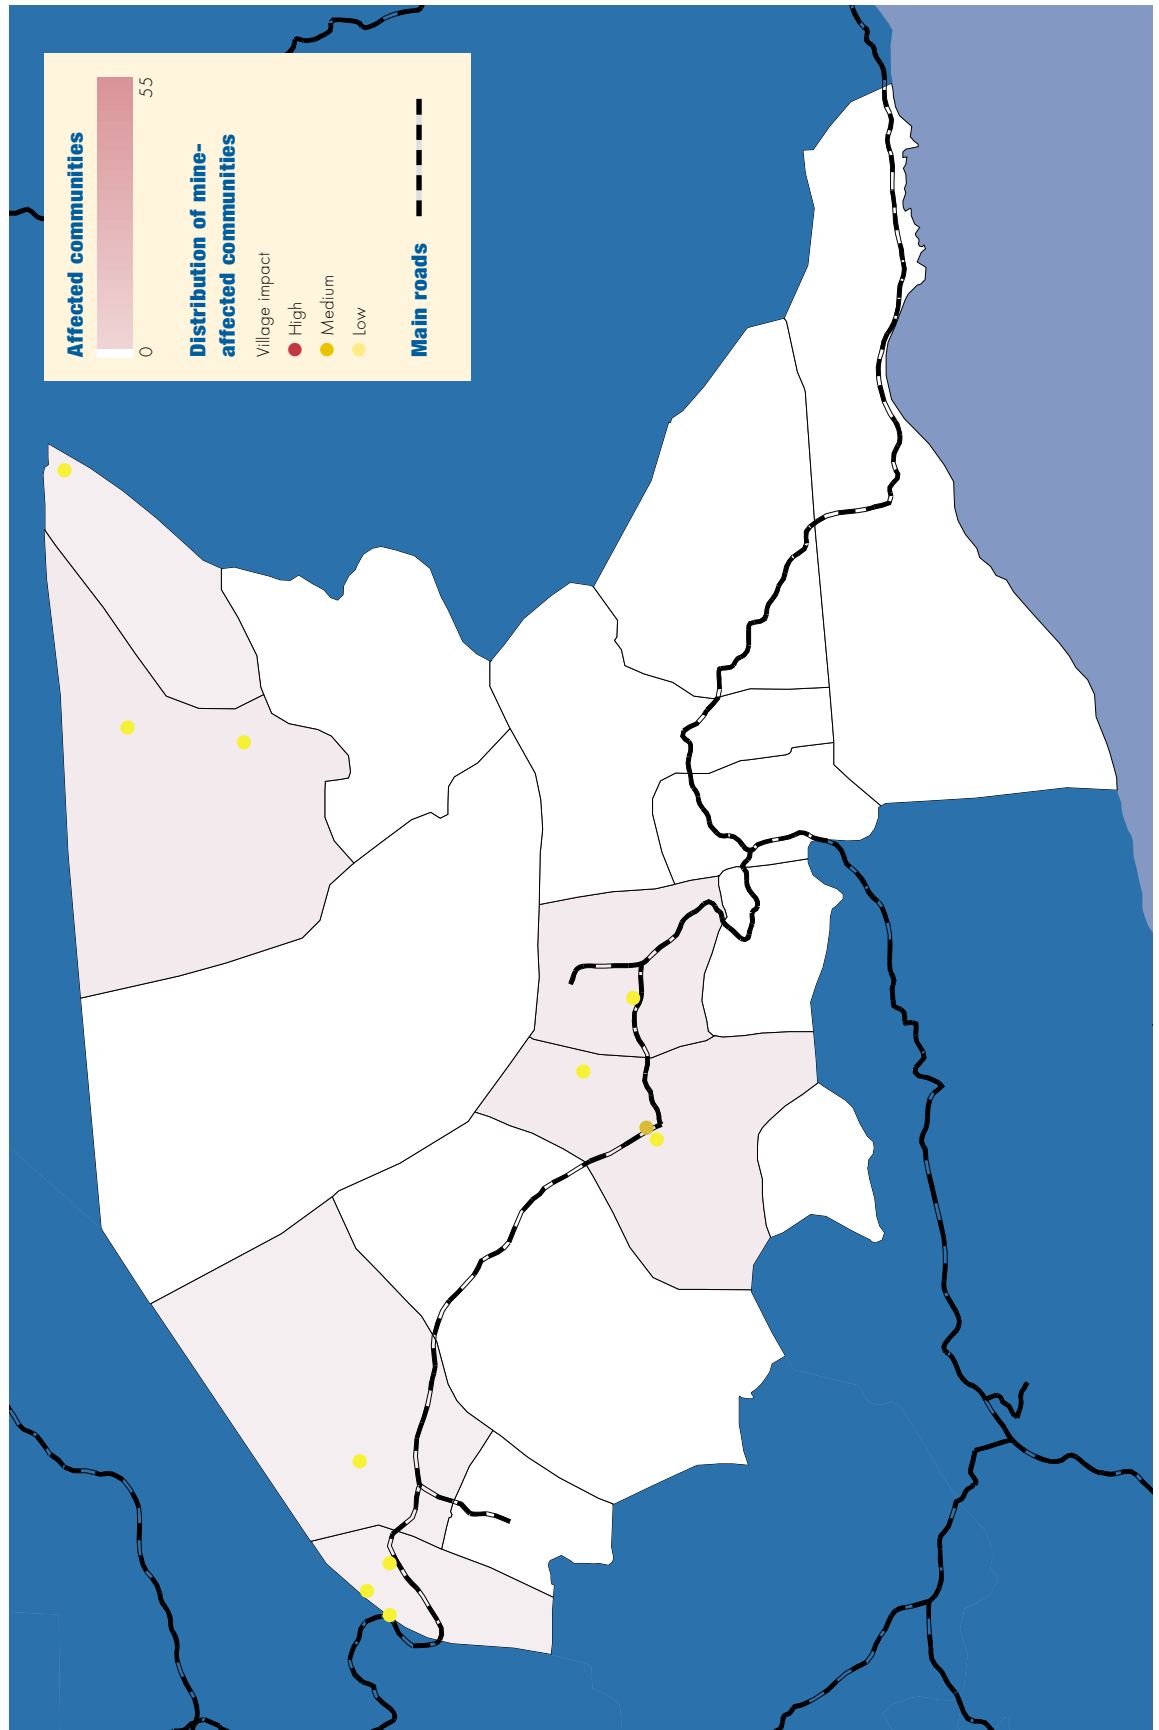 Affected communities
0 55
Distribution of mine-
affected communities
Village impact
High
Medium
Low
Main roads